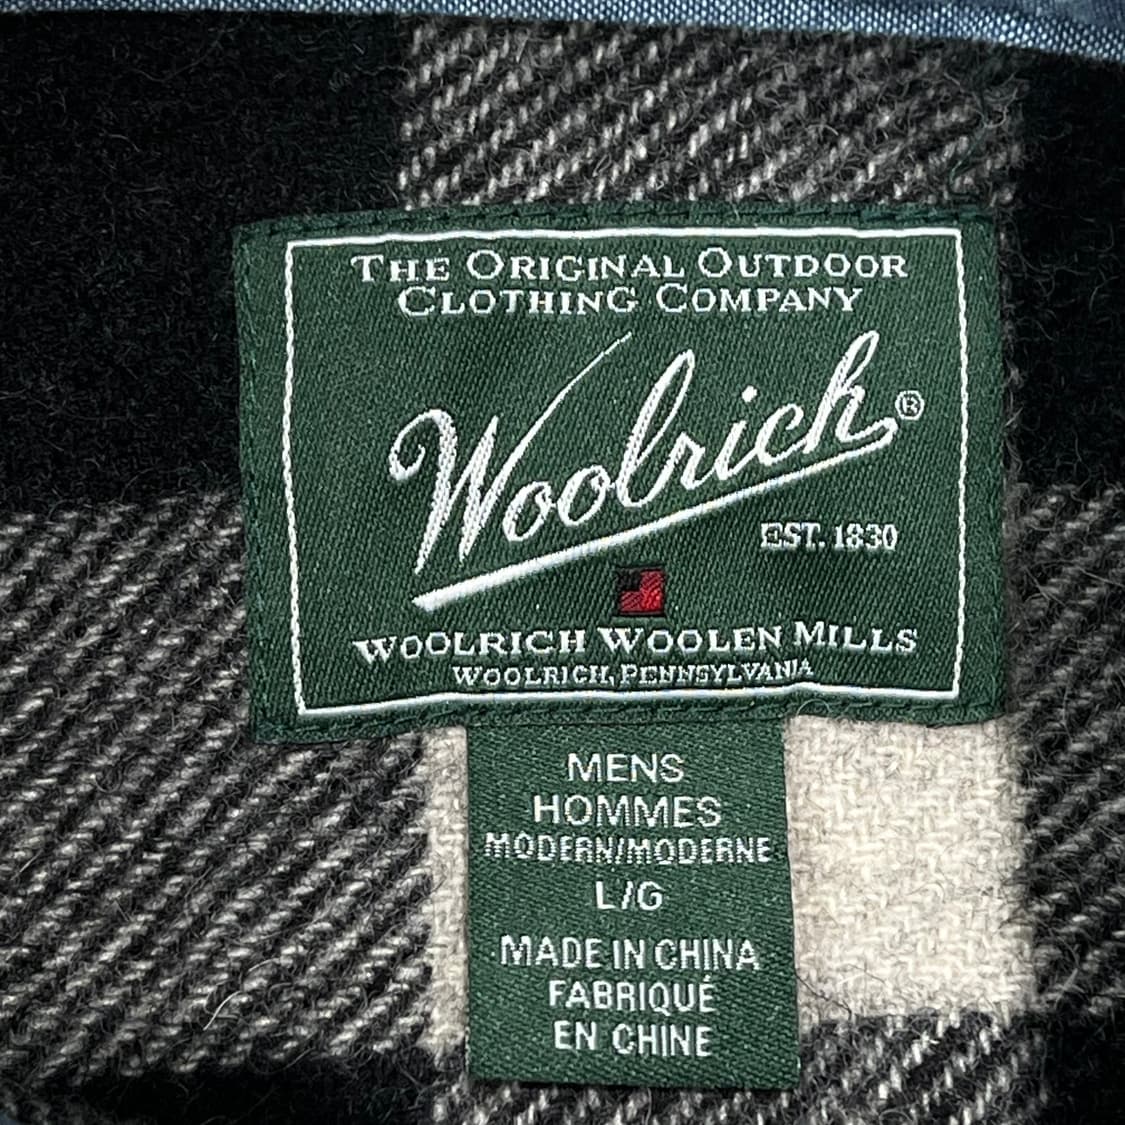 THE ORIGINAL OUTDOOR
CLOTHING COMPANY
Woolrich®
EST. 1830
WOOLRICH WOOLEN MILLS
WOOLRICH, PENNSYLVANIA
MENS
HOMMES
MODERN/MODERNE
L/G
MADE IN CHINA
FABRIQUÉ
EN CHINE